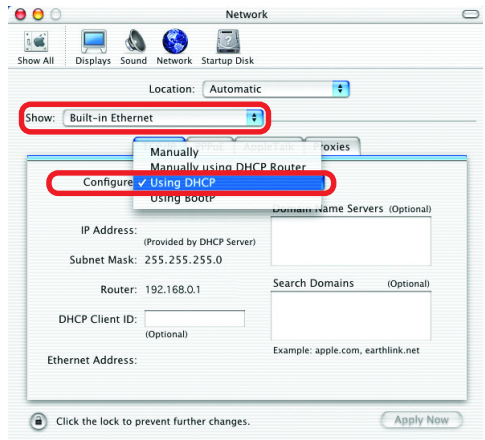 Network
Show All Displays Sound Network Startup Disk
Location: Automatic
Show: Built-in Ethernet
AppleTalk Proxies
Manually
Manually using DHCP Router
Configure ✓ Using DHCP
Using BootP
Domain Name Servers (Optional)
IP Address:
(Provided by DHCP Server)
Subnet Mask: 255.255.255.0
Router: 192.168.0.1
Search Domains (Optional)
DHCP Client ID:
(Optional)
Example: apple.com, earthlink.net
Ethernet Address:
Click the lock to prevent further changes.
Apply Now